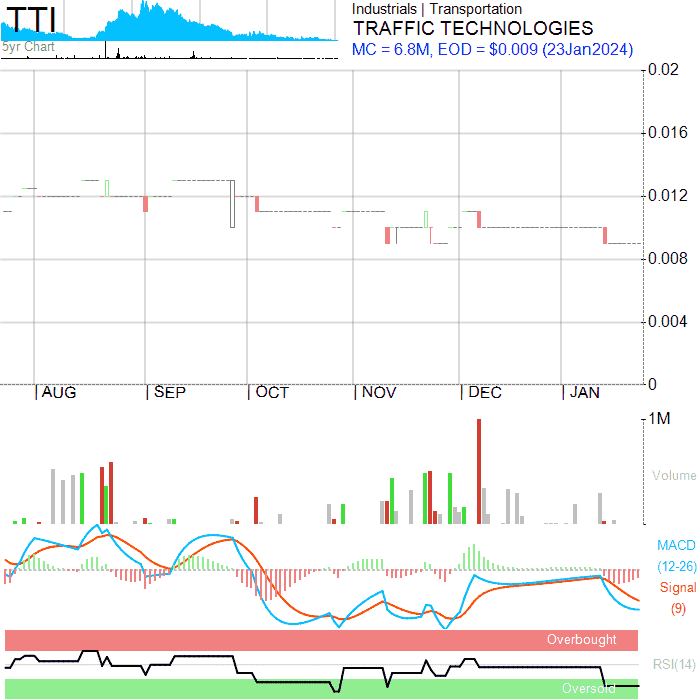 TTI
5yr Chart
Industrials | Transportation
TRAFFIC TECHNOLOGIES
MC = 6.8M, EOD = $0.009 (23Jan2024)
0.02
0.016
0.012
0.008
0.004
0
AUG
SEP
OCT
NOV
DEC
JAN
1M
Volume
MACD
(12-26)
Signal
(9)
Overbought
RSI(14)
Oversold